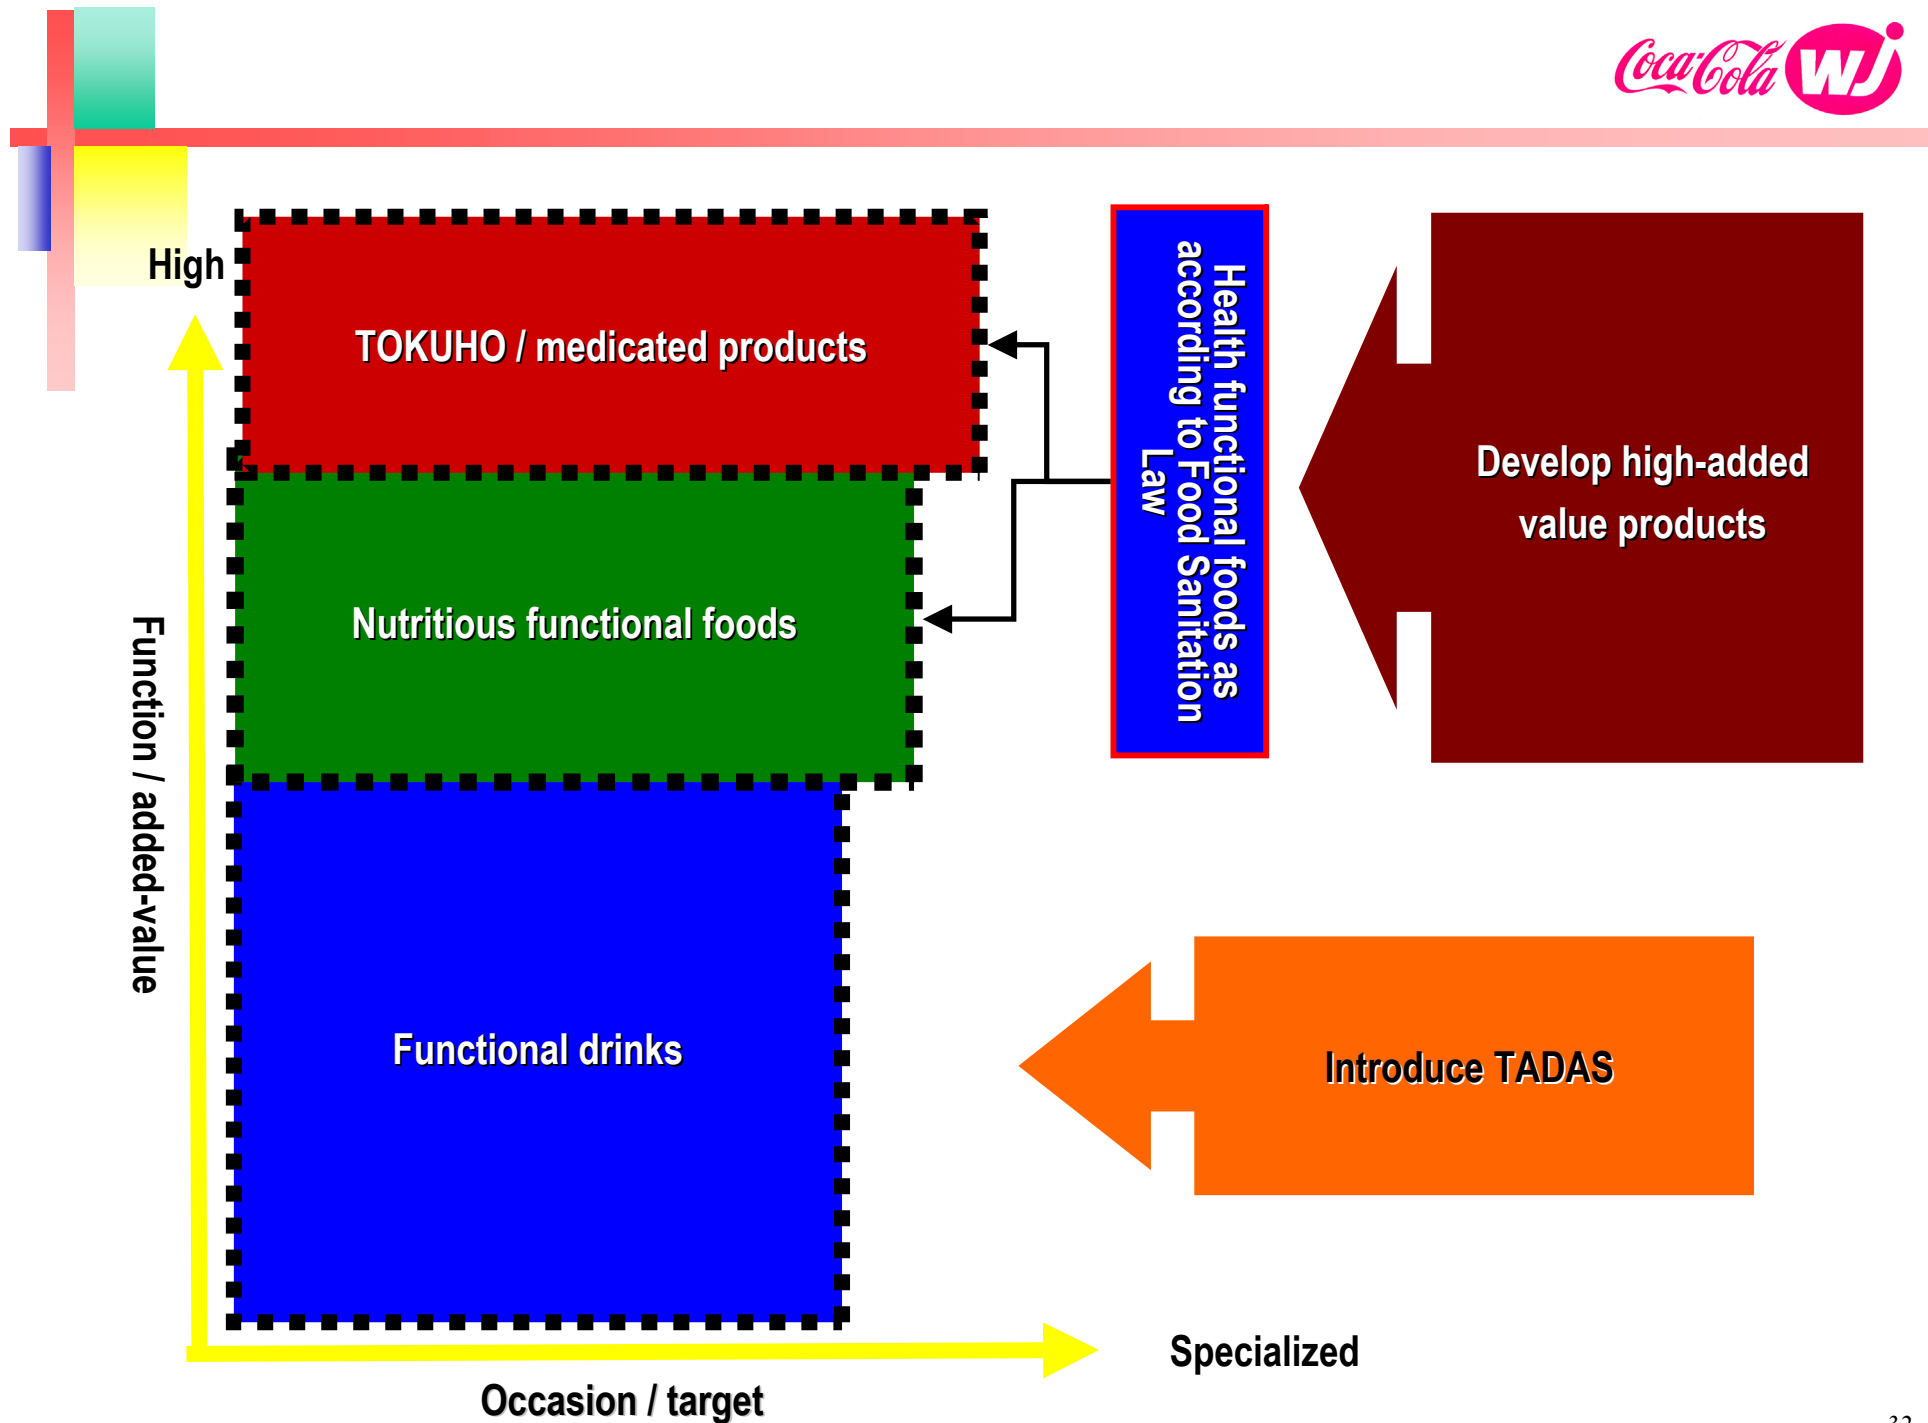 Coca-Cola WJ
High
TOKUHO / medicated products
Health functional foods as
according to Food Sanitation
Law
Develop high-added
value products
Nutritious functional foods
Function / added-value
Functional drinks
Introduce TADAS
Specialized
Occasion / target
32